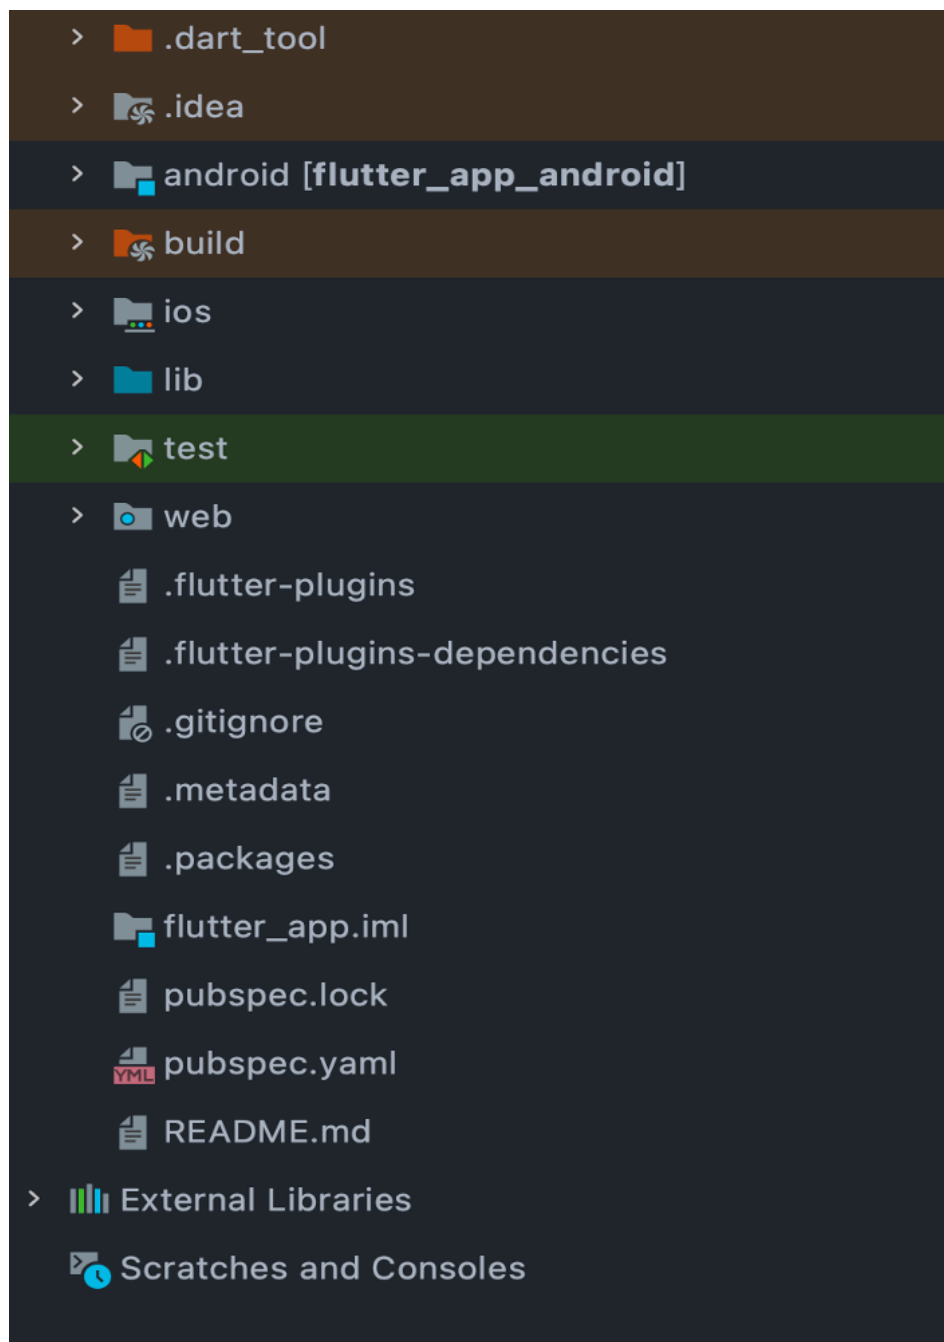 .dart_tool
.idea
android [flutter_app_android]
build
ios
lib
test
web
.flutter-plugins
.flutter-plugins-dependencies
.gitignore
.metadata
.packages
flutter_app.iml
pubspec.lock
YML pubspec.yaml
README.md
External Libraries
Scratches and Consoles